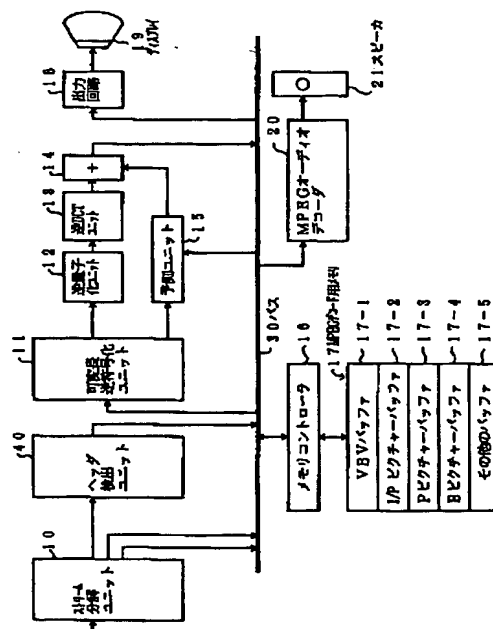 10
ストリーム
分解
ユニット
40
ヘッダ
検出
ユニット
11
可変長
逆符号化
ユニット
12
逆量子
化ユニット
13
逆DCT
ユニット
14
+
15
予測ユニット
18
出力
回路
19
ディスプレイ
30バス
20
MPEGオーディオ
デコーダ
21:スピーカ
16
メモリコントローラ
17:MPEGデコード用メモリ
17-1
VBVバッファ
17-2
I/Pピクチャーバッファ
17-3
Pピクチャーバッファ
17-4
Bピクチャーバッファ
17-5
その他のバッファ